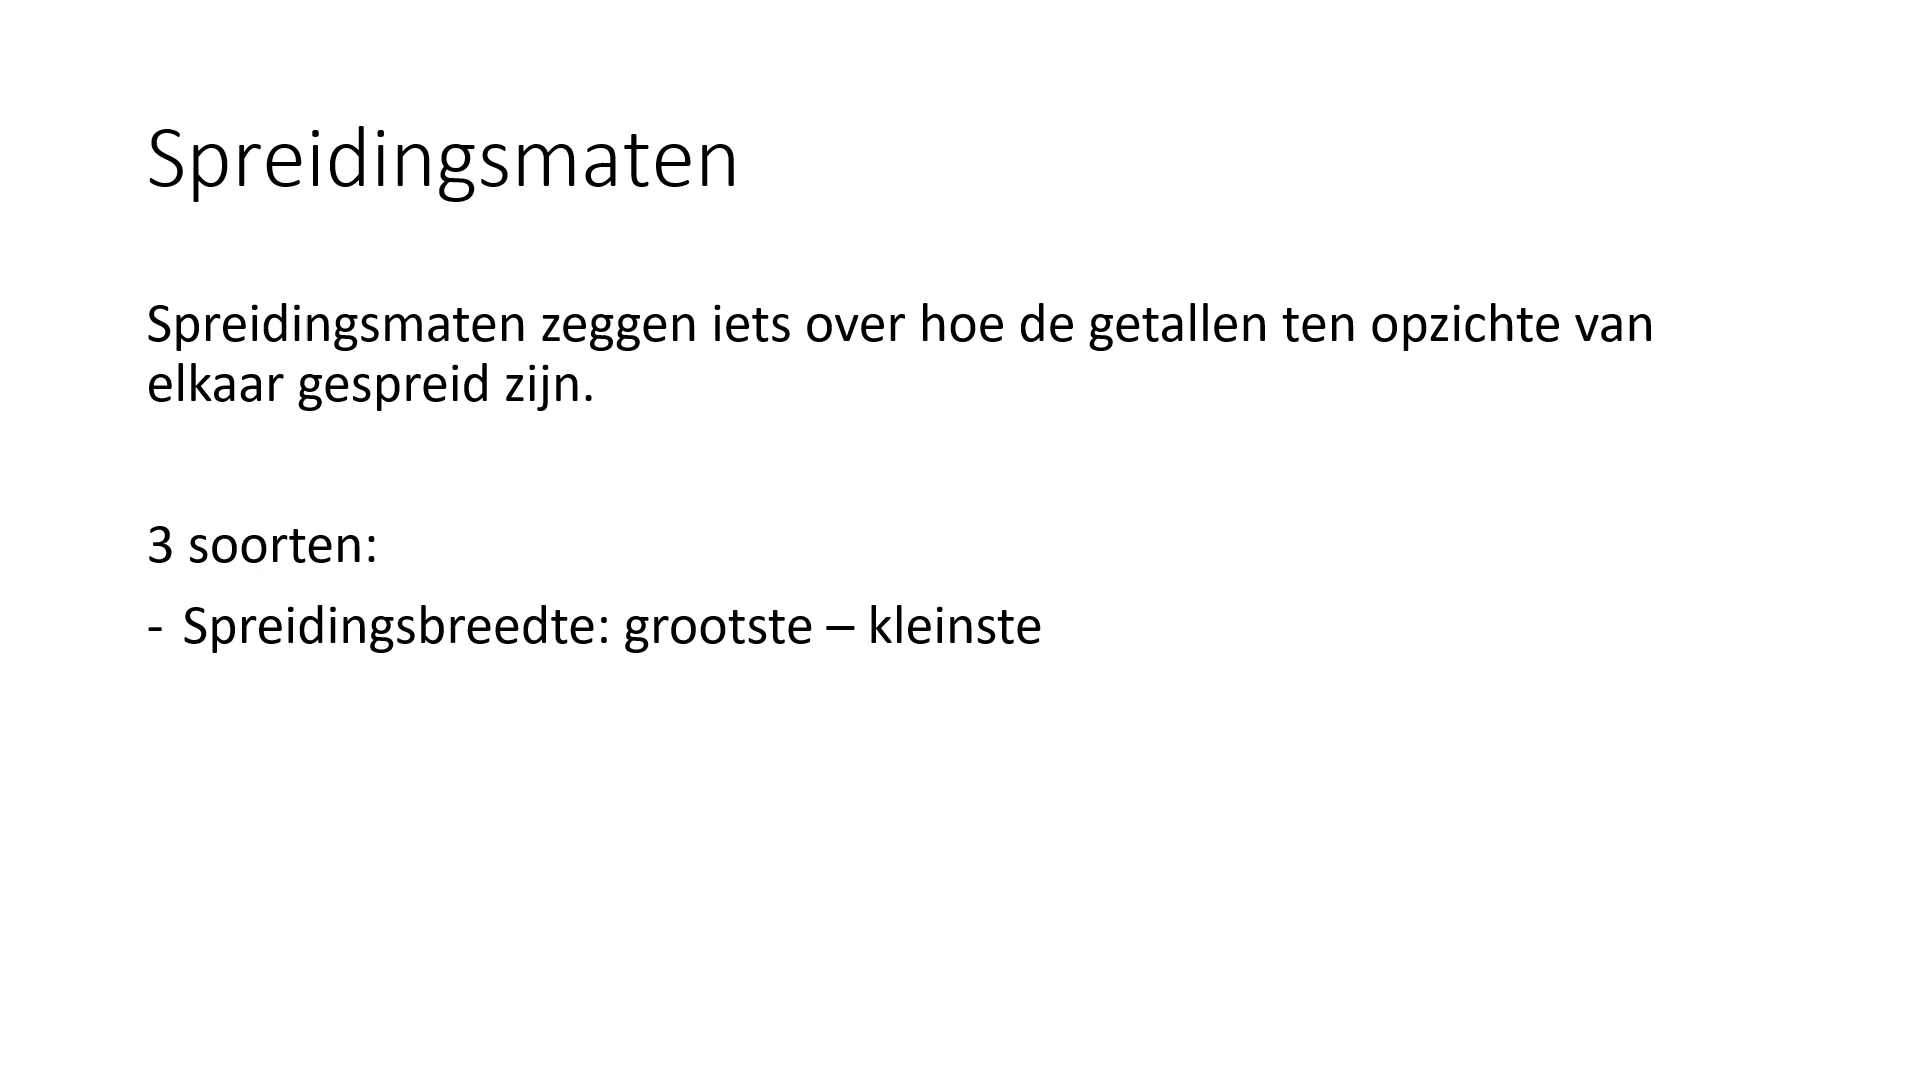 Spreidingsmaten
Spreidingsmaten zeggen iets over hoe de getallen ten opzichte van
elkaar gespreid zijn.
3 soorten:
- Spreidingsbreedte: grootste – kleinste